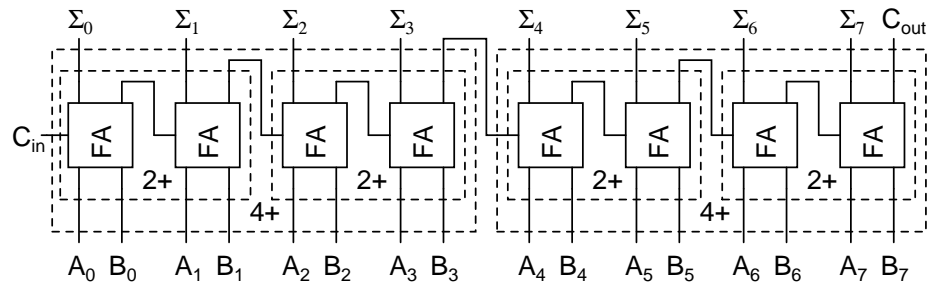 Σ₀ Σ₁ Σ₂ Σ₃ Σ₄ Σ₅ Σ₆ Σ₇ C_out
C_in FA FA FA FA FA FA FA FA
2+ 2+ 2+ 2+
4+ 4+
A₀ B₀ A₁ B₁ A₂ B₂ A₃ B₃ A₄ B₄ A₅ B₅ A₆ B₆ A₇ B₇